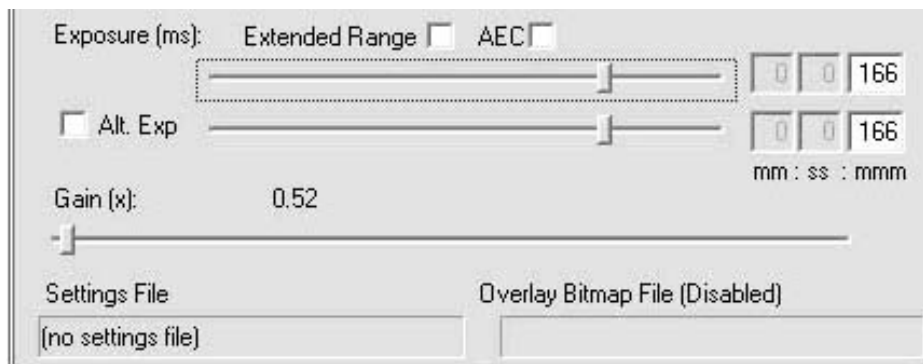 Exposure (ms): Extended Range AEC
0 0 166
Alt. Exp 0 0 166
mm : ss : mmm
Gain (x): 0.52
Settings File Overlay Bitmap File (Disabled)
(no settings file)